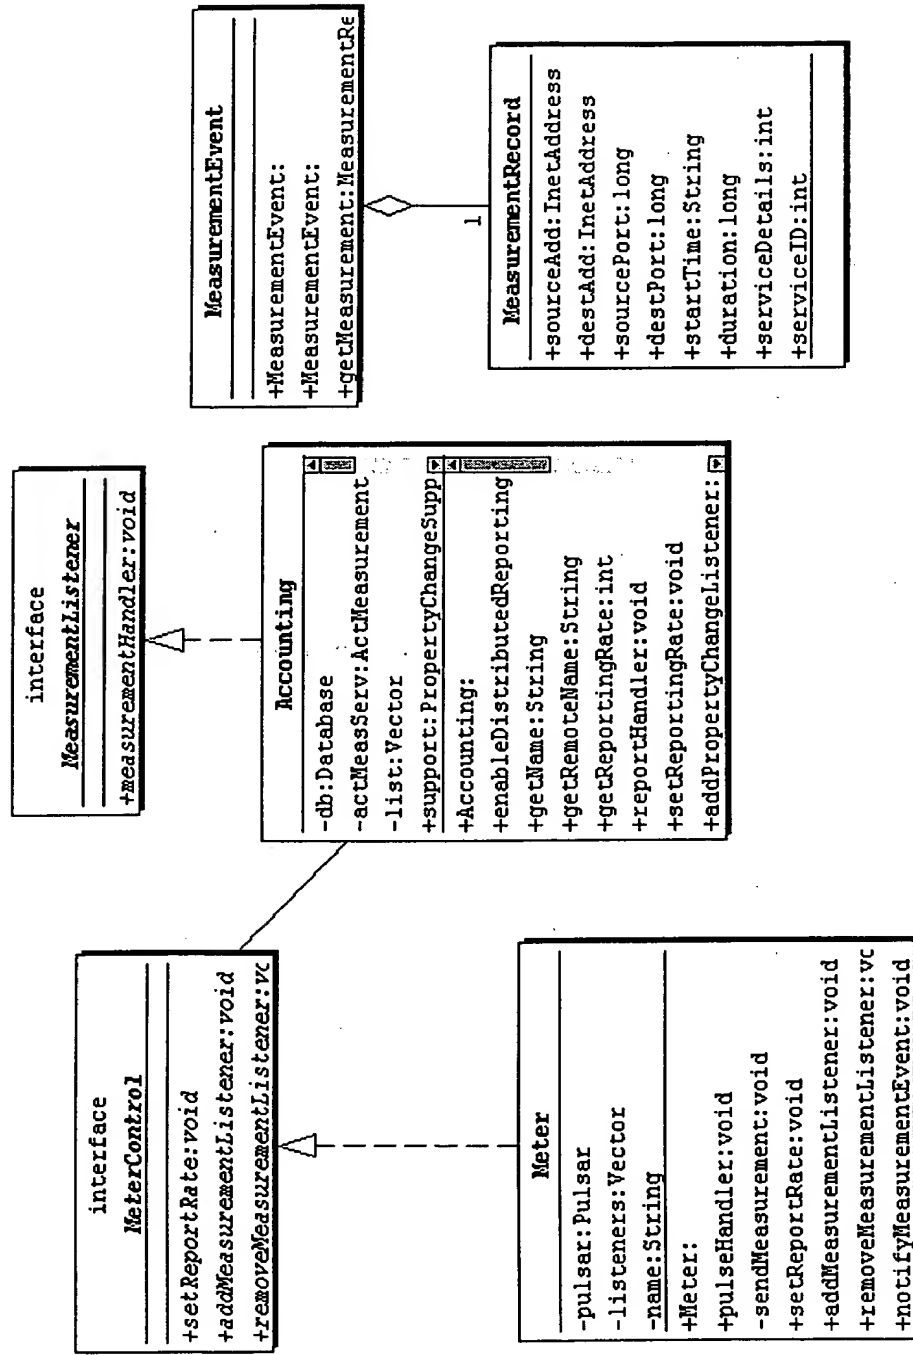 interface
MeterControl
+setReportRate:void
+addMeasurementListener:void
+removeMeasurementListener:vo
interface
MeasurementListener
+measurementHandler:void
MeasurementEvent
+MeasurementEvent:
+MeasurementEvent:
+getMeasurement:MeasurementRe
1
Accounting
-db:Database
-actMeasServ:ActMeasurement
-list:Vector
+support:PropertyChangeSupp
+Accounting:
+enableDistributedReporting
+getName:String
+getRemoteName:String
+getReportingRate:int
+reportHandler:void
+setReportingRate:void
+addPropertyChangeListener:
MeasurementRecord
+sourceAdd:InetAddress
+destAdd:InetAddress
+sourcePort:long
+destPort:long
+startTime:String
+duration:long
+serviceDetails:int
+serviceID:int
Meter
-pulsar:Pulsar
-listeners:Vector
-name:String
+Meter:
+pulseHandler:void
-sendMeasurement:void
+setReportRate:void
+addMeasurementListener:void
+removeMeasurementListener:vo
+notifyMeasurementEvent:void